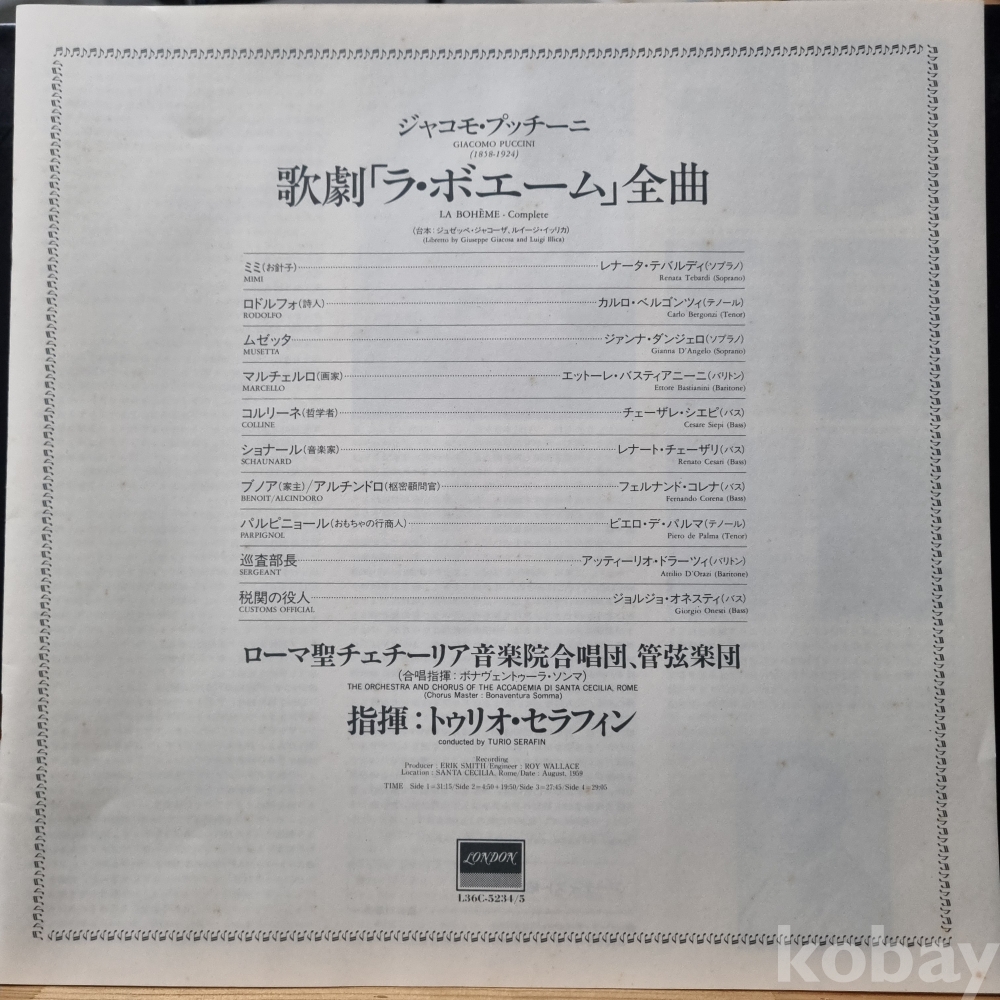 ジャコモ・プッチーニ
GIACOMO PUCCINI
(1858-1924)
歌劇「ラ・ボエーム」全曲
LA BOHÈME - Complete
(台本：ジュゼッペ・ジャコーザ、ルイージ・イッリカ)
(Libretto by Giuseppe Giacosa and Luigi Illica)
ミミ(お針子)……レナータ・テバルディ(ソプラノ)
MIMI Renata Tebardi (Soprano)
ロドルフォ(詩人)……カルロ・ベルゴンツィ(テノール)
RODOLFO Carlo Bergonzi (Tenor)
ムゼッタ……ジァンナ・ダンジェロ(ソプラノ)
MUSETTA Gianna D'Angelo (Soprano)
マルチェルロ(画家)……エットーレ・バスティアニーニ(バリトン)
MARCELLO Ettore Bastianini (Baritone)
コルリーネ(哲学者)……チェーザレ・シエピ(バス)
COLLINE Cesare Siepi (Bass)
ショナール(音楽家)……レナート・チェーザリ(バス)
SCHAUNARD Renato Cesari (Bass)
ブノア(家主)/アルチンドロ(枢密顧問官)……フェルナンド・コレナ(バス)
BENOIT/ALCINDORO Fernando Corena (Bass)
パルピニョール(おもちゃの行商人)……ピエロ・デ・パルマ(テノール)
PARPIGNOL Piero de Palma (Tenor)
巡査部長……アッティーリオ・ドラーツィ(バリトン)
SERGEANT Attilio D'Orazi (Baritone)
税関の役人……ジョルジョ・オネスティ(バス)
CUSTOMS OFFICIAL Giorgio Onesti (Bass)
ローマ聖チェチーリア音楽院合唱団、管弦楽団
(合唱指揮：ボナヴェントゥーラ・ソンマ)
THE ORCHESTRA AND CHORUS OF THE ACCADEMIA DI SANTA CECILIA, ROME
(Chorus Master : Bonaventura Somma)
指揮：トゥリオ・セラフィン
conducted by TURIO SERAFIN
Recording
Producer : ERIK SMITH/Engineer : ROY WALLACE
Location : SANTA CECILIA, Rome/Date : August, 1959
TIME Side 1=31:15/Side 2=4:50+19:50/Side 3=27:45/Side 4=29:05
LONDON
L36C-5234/5
kobay